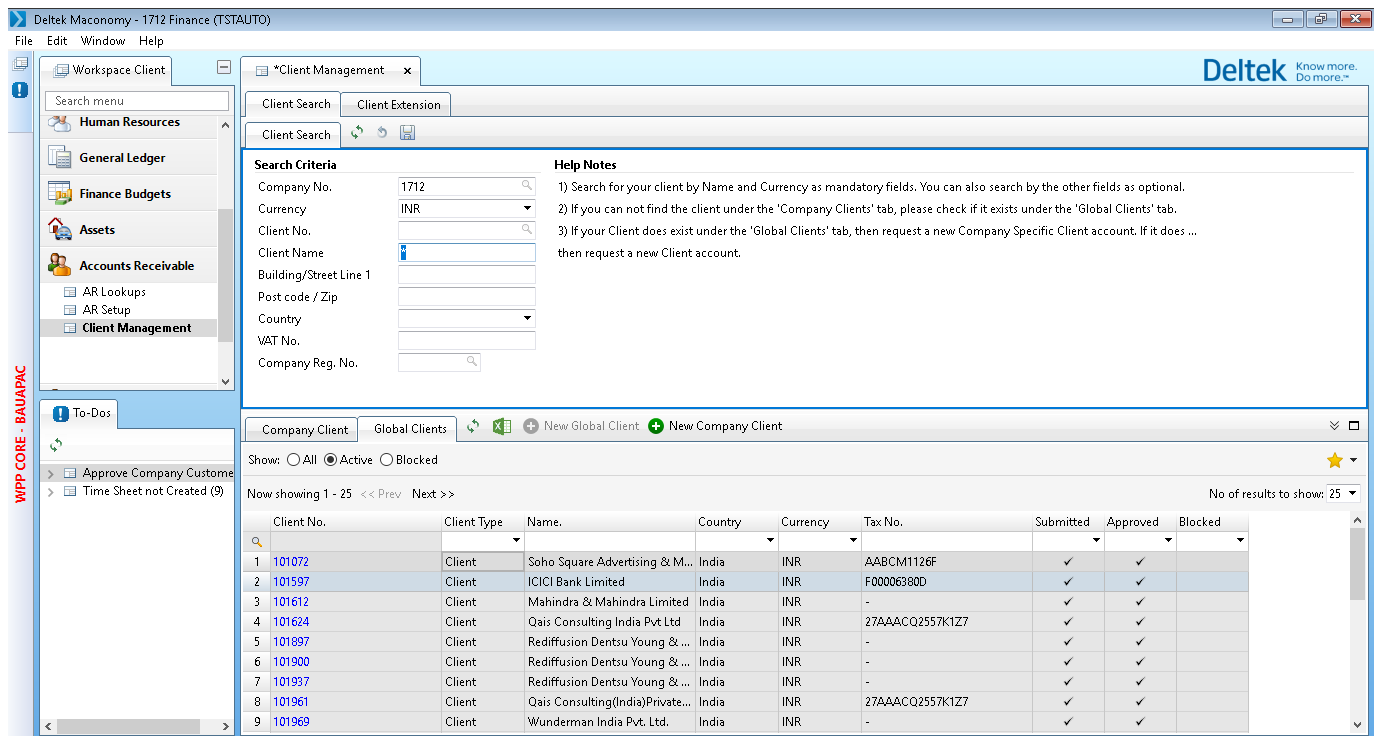 Deltek Maconomy - 1712 Finance (TSTAUTO)
File Edit Window Help
Workspace Client
Search menu
Human Resources
General Ledger
Finance Budgets
Assets
Accounts Receivable
AR Lookups
AR Setup
Client Management
WPP CORE - BAUAPAC
To-Dos
Approve Company Custome
Time Sheet not Created (9)
*Client Management
Deltek Know more. Do more.™
Client Search Client Extension
Client Search
Search Criteria
Company No. 1712
Currency INR
Client No.
Client Name *
Building/Street Line 1
Post code / Zip
Country
VAT No.
Company Reg. No.
Help Notes
1) Search for your client by Name and Currency as mandatory fields. You can also search by the other fields as optional.
2) If you can not find the client under the 'Company Clients' tab, please check if it exists under the 'Global Clients' tab.
3) If your Client does exist under the 'Global Clients' tab, then request a new Company Specific Client account. If it does ...
then request a new Client account.
Company Client Global Clients New Global Client New Company Client
Show: All Active Blocked
Now showing 1 - 25 << Prev Next >> No of results to show: 25
Client No. Client Type Name. Country Currency Tax No. Submitted Approved Blocked
1 101072 Client Soho Square Advertising & M... India INR AABCM1126F ✓ ✓
2 101597 Client ICICI Bank Limited India INR F00006380D ✓ ✓
3 101612 Client Mahindra & Mahindra Limited India INR - ✓ ✓
4 101624 Client Qais Consulting India Pvt Ltd India INR 27AAACQ2557K1Z7 ✓ ✓
5 101897 Client Rediffusion Dentsu Young & ... India INR - ✓ ✓
6 101900 Client Rediffusion Dentsu Young & ... India INR - ✓ ✓
7 101937 Client Rediffusion Dentsu Young & ... India INR - ✓ ✓
8 101961 Client Qais Consulting(India)Private... India INR 27AAACQ2557K1Z7 ✓ ✓
9 101969 Client Wunderman India Pvt. Ltd. India INR - ✓ ✓